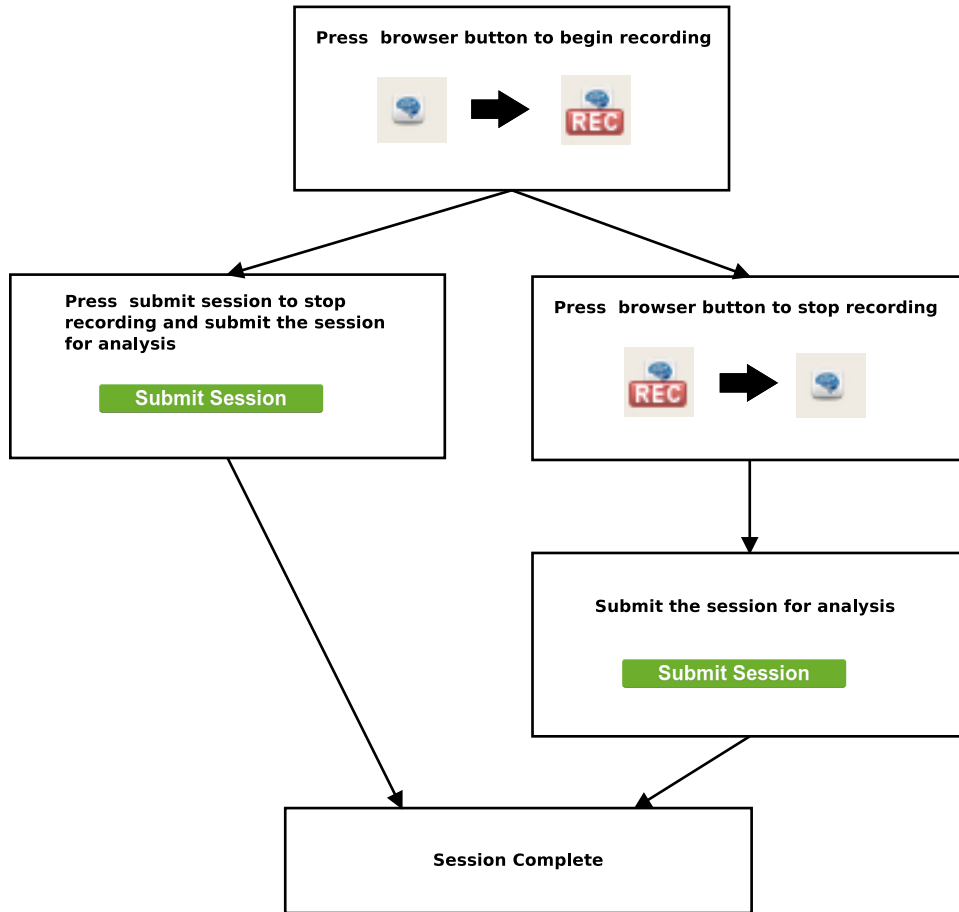 Press  browser button to begin recording
REC
Press  submit session to stop
recording and submit the session
for analysis
Submit Session
Press  browser button to stop recording
REC
Submit the session for analysis
Submit Session
Session Complete